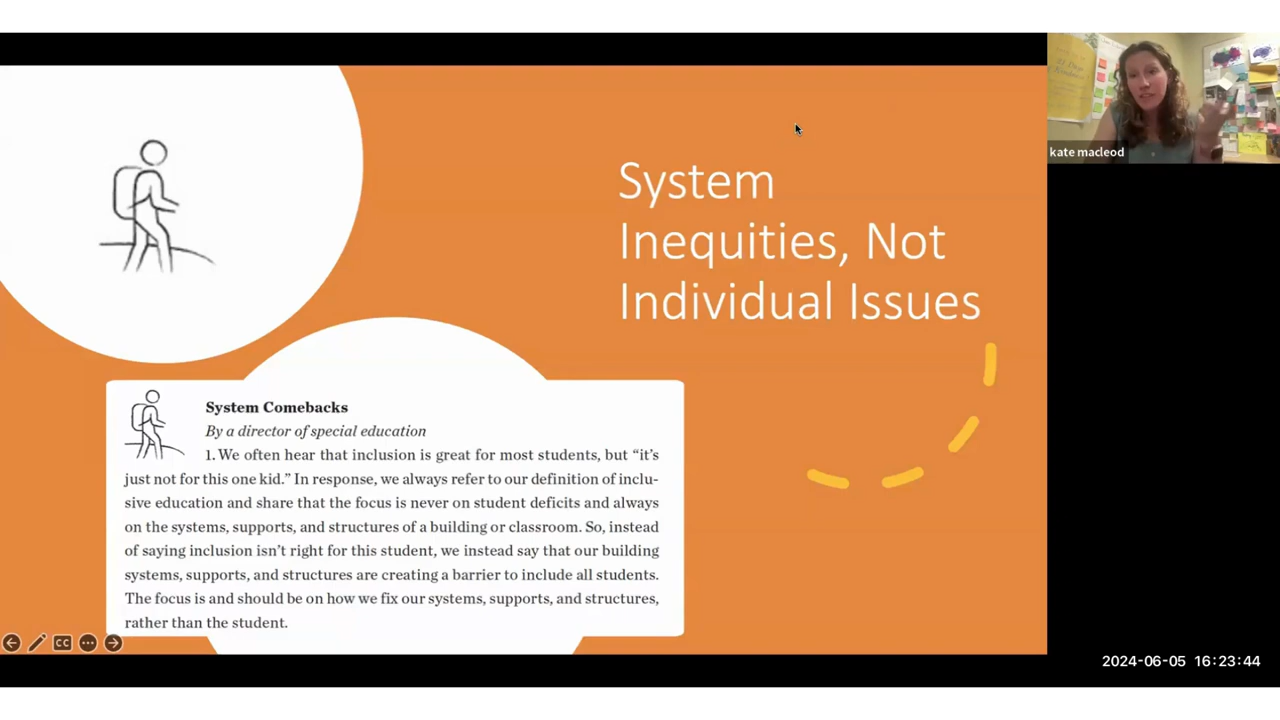 kate macleod
System
Inequities, Not
Individual Issues
System Comebacks
By a director of special education
1. We often hear that inclusion is great for most students, but “it’s
just not for this one kid.” In response, we always refer to our definition of inclu-
sive education and share that the focus is never on student deficits and always
on the systems, supports, and structures of a building or classroom. So, instead
of saying inclusion isn’t right for this student, we instead say that our building
systems, supports, and structures are creating a barrier to include all students.
The focus is and should be on how we fix our systems, supports, and structures,
rather than the student.
CC
2024-06-05 16:23:44